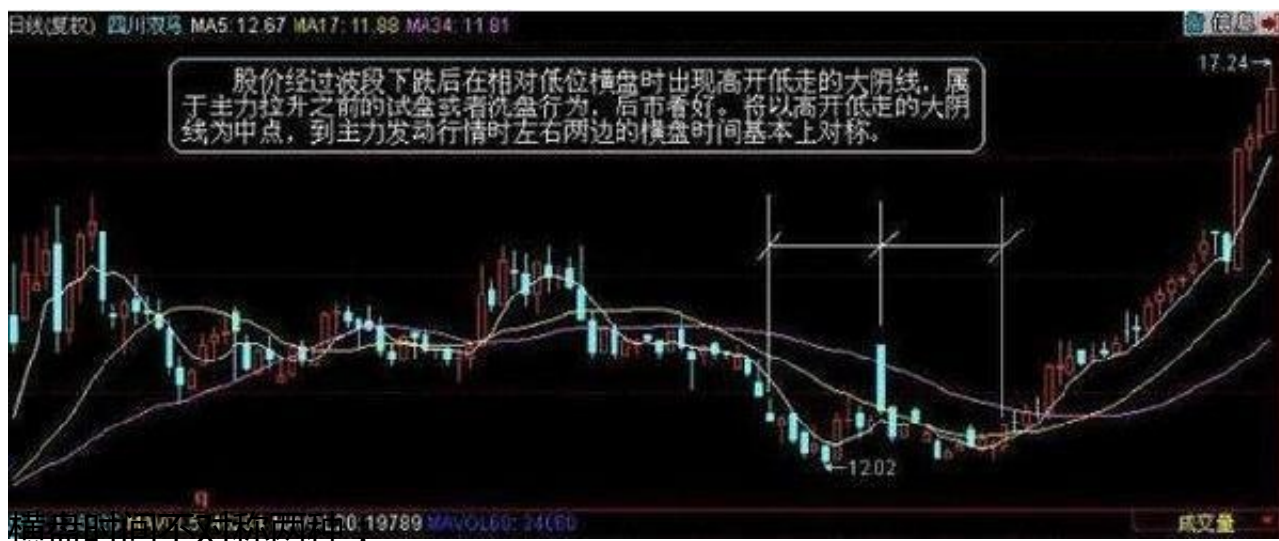 日线(复权) 四川双马 MA5: 12.67 MA17: 11.88 MA34: 11.81
信息
17.24
股价经过波段下跌后在相对低位横盘时出现高开低走的大阴线，属
于主力拉升之前的试盘或者洗盘行为，后市看好。将以高开低走的大阴
线为中点，到主力发动行情时左右两边的横盘时间基本上对称。
12.02
q
19789
成交量